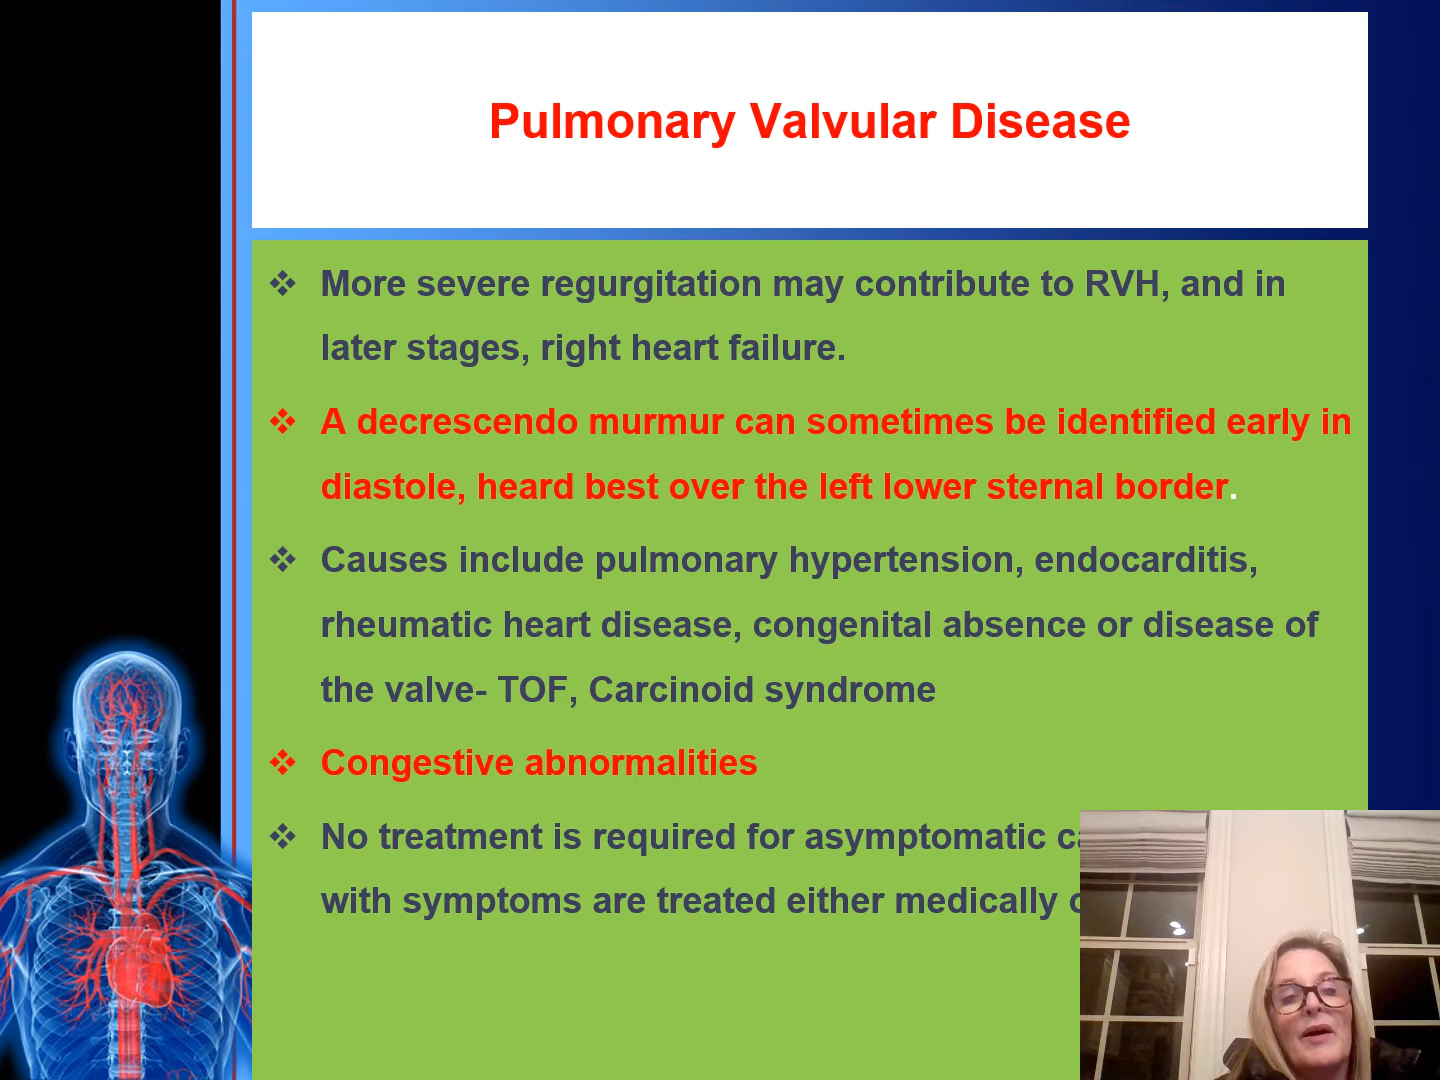 Pulmonary Valvular Disease
More severe regurgitation may contribute to RVH, and in
later stages, right heart failure.
A decrescendo murmur can sometimes be identified early in
diastole, heard best over the left lower sternal border.
Causes include pulmonary hypertension, endocarditis,
rheumatic heart disease, congenital absence or disease of
the valve- TOF, Carcinoid syndrome
Congestive abnormalities
No treatment is required for asymptomatic
with symptoms are treated either medically